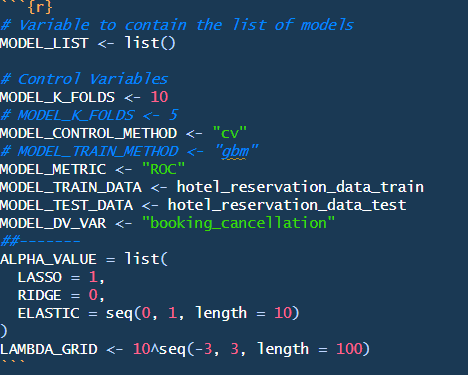 ```{r}
# Variable to contain the list of models
MODEL_LIST <- list()

# Control Variables
MODEL_K_FOLDS <- 10
# MODEL_K_FOLDS <- 5
MODEL_CONTROL_METHOD <- "cv"
# MODEL_TRAIN_METHOD <- "gbm"
MODEL_METRIC <- "ROC"
MODEL_TRAIN_DATA <- hotel_reservation_data_train
MODEL_TEST_DATA <- hotel_reservation_data_test
MODEL_DV_VAR <- "booking_cancellation"
##-------
ALPHA_VALUE = list(
  LASSO = 1,
  RIDGE = 0,
  ELASTIC = seq(0, 1, length = 10)
)
LAMBDA_GRID <- 10^seq(-3, 3, length = 100)
```